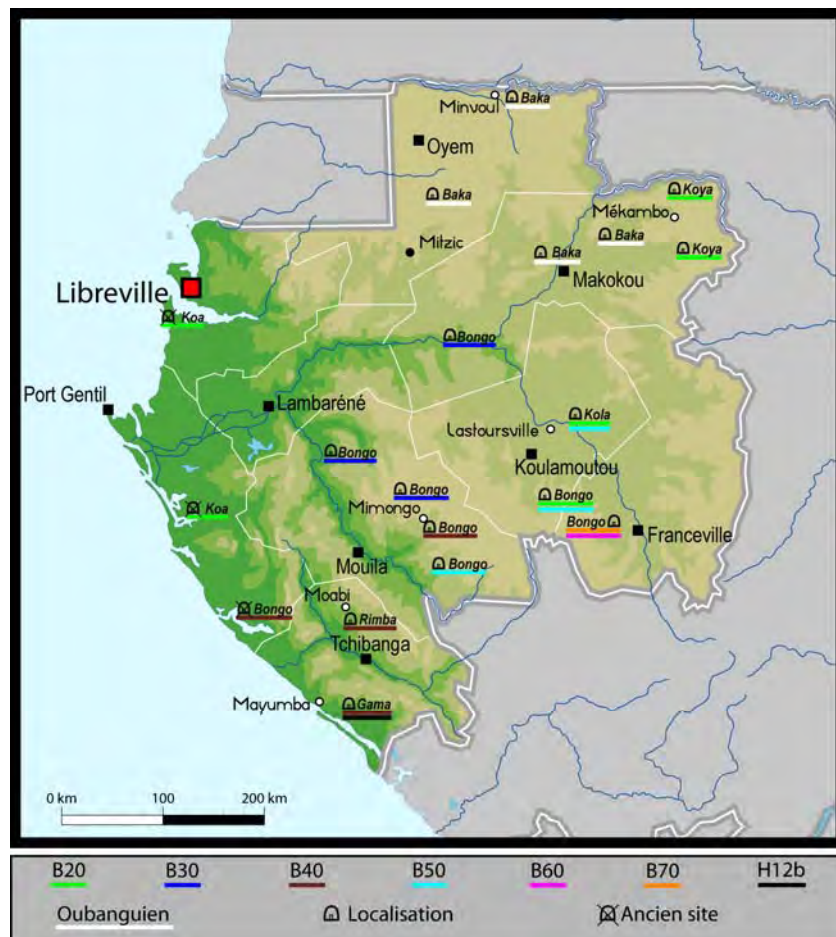 Minvoul
Baka
Oyem
Baka
Koya
Mékambo
Baka
Koya
Mitzic
Baka
Makokou
Libreville
Koa
Bongo
Port Gentil
Lambaréné
Kola
Lastoursville
Bongo
Koulamoutou
Bongo
Bongo
Koa
Mimongo
Bongo
Bongo
Franceville
Mouila
Bongo
Moabi
Bongo
Rimba
Tchibanga
Mayumba
Gama
0 km 100 200 km
B20 B30 B40 B50 B60 B70 H12b
Oubanguien Localisation Ancien site